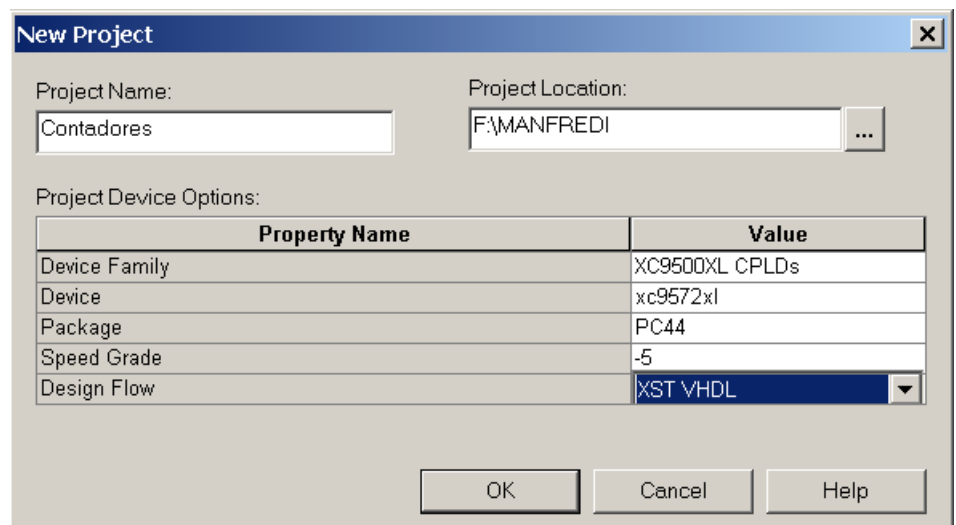 New Project
Project Name:
Project Location:
Contadores
F:\MANFREDI
...
Project Device Options:
Property Name Value
Device Family XC9500XL CPLDs
Device xc9572xl
Package PC44
Speed Grade -5
Design Flow XST VHDL
OK Cancel Help